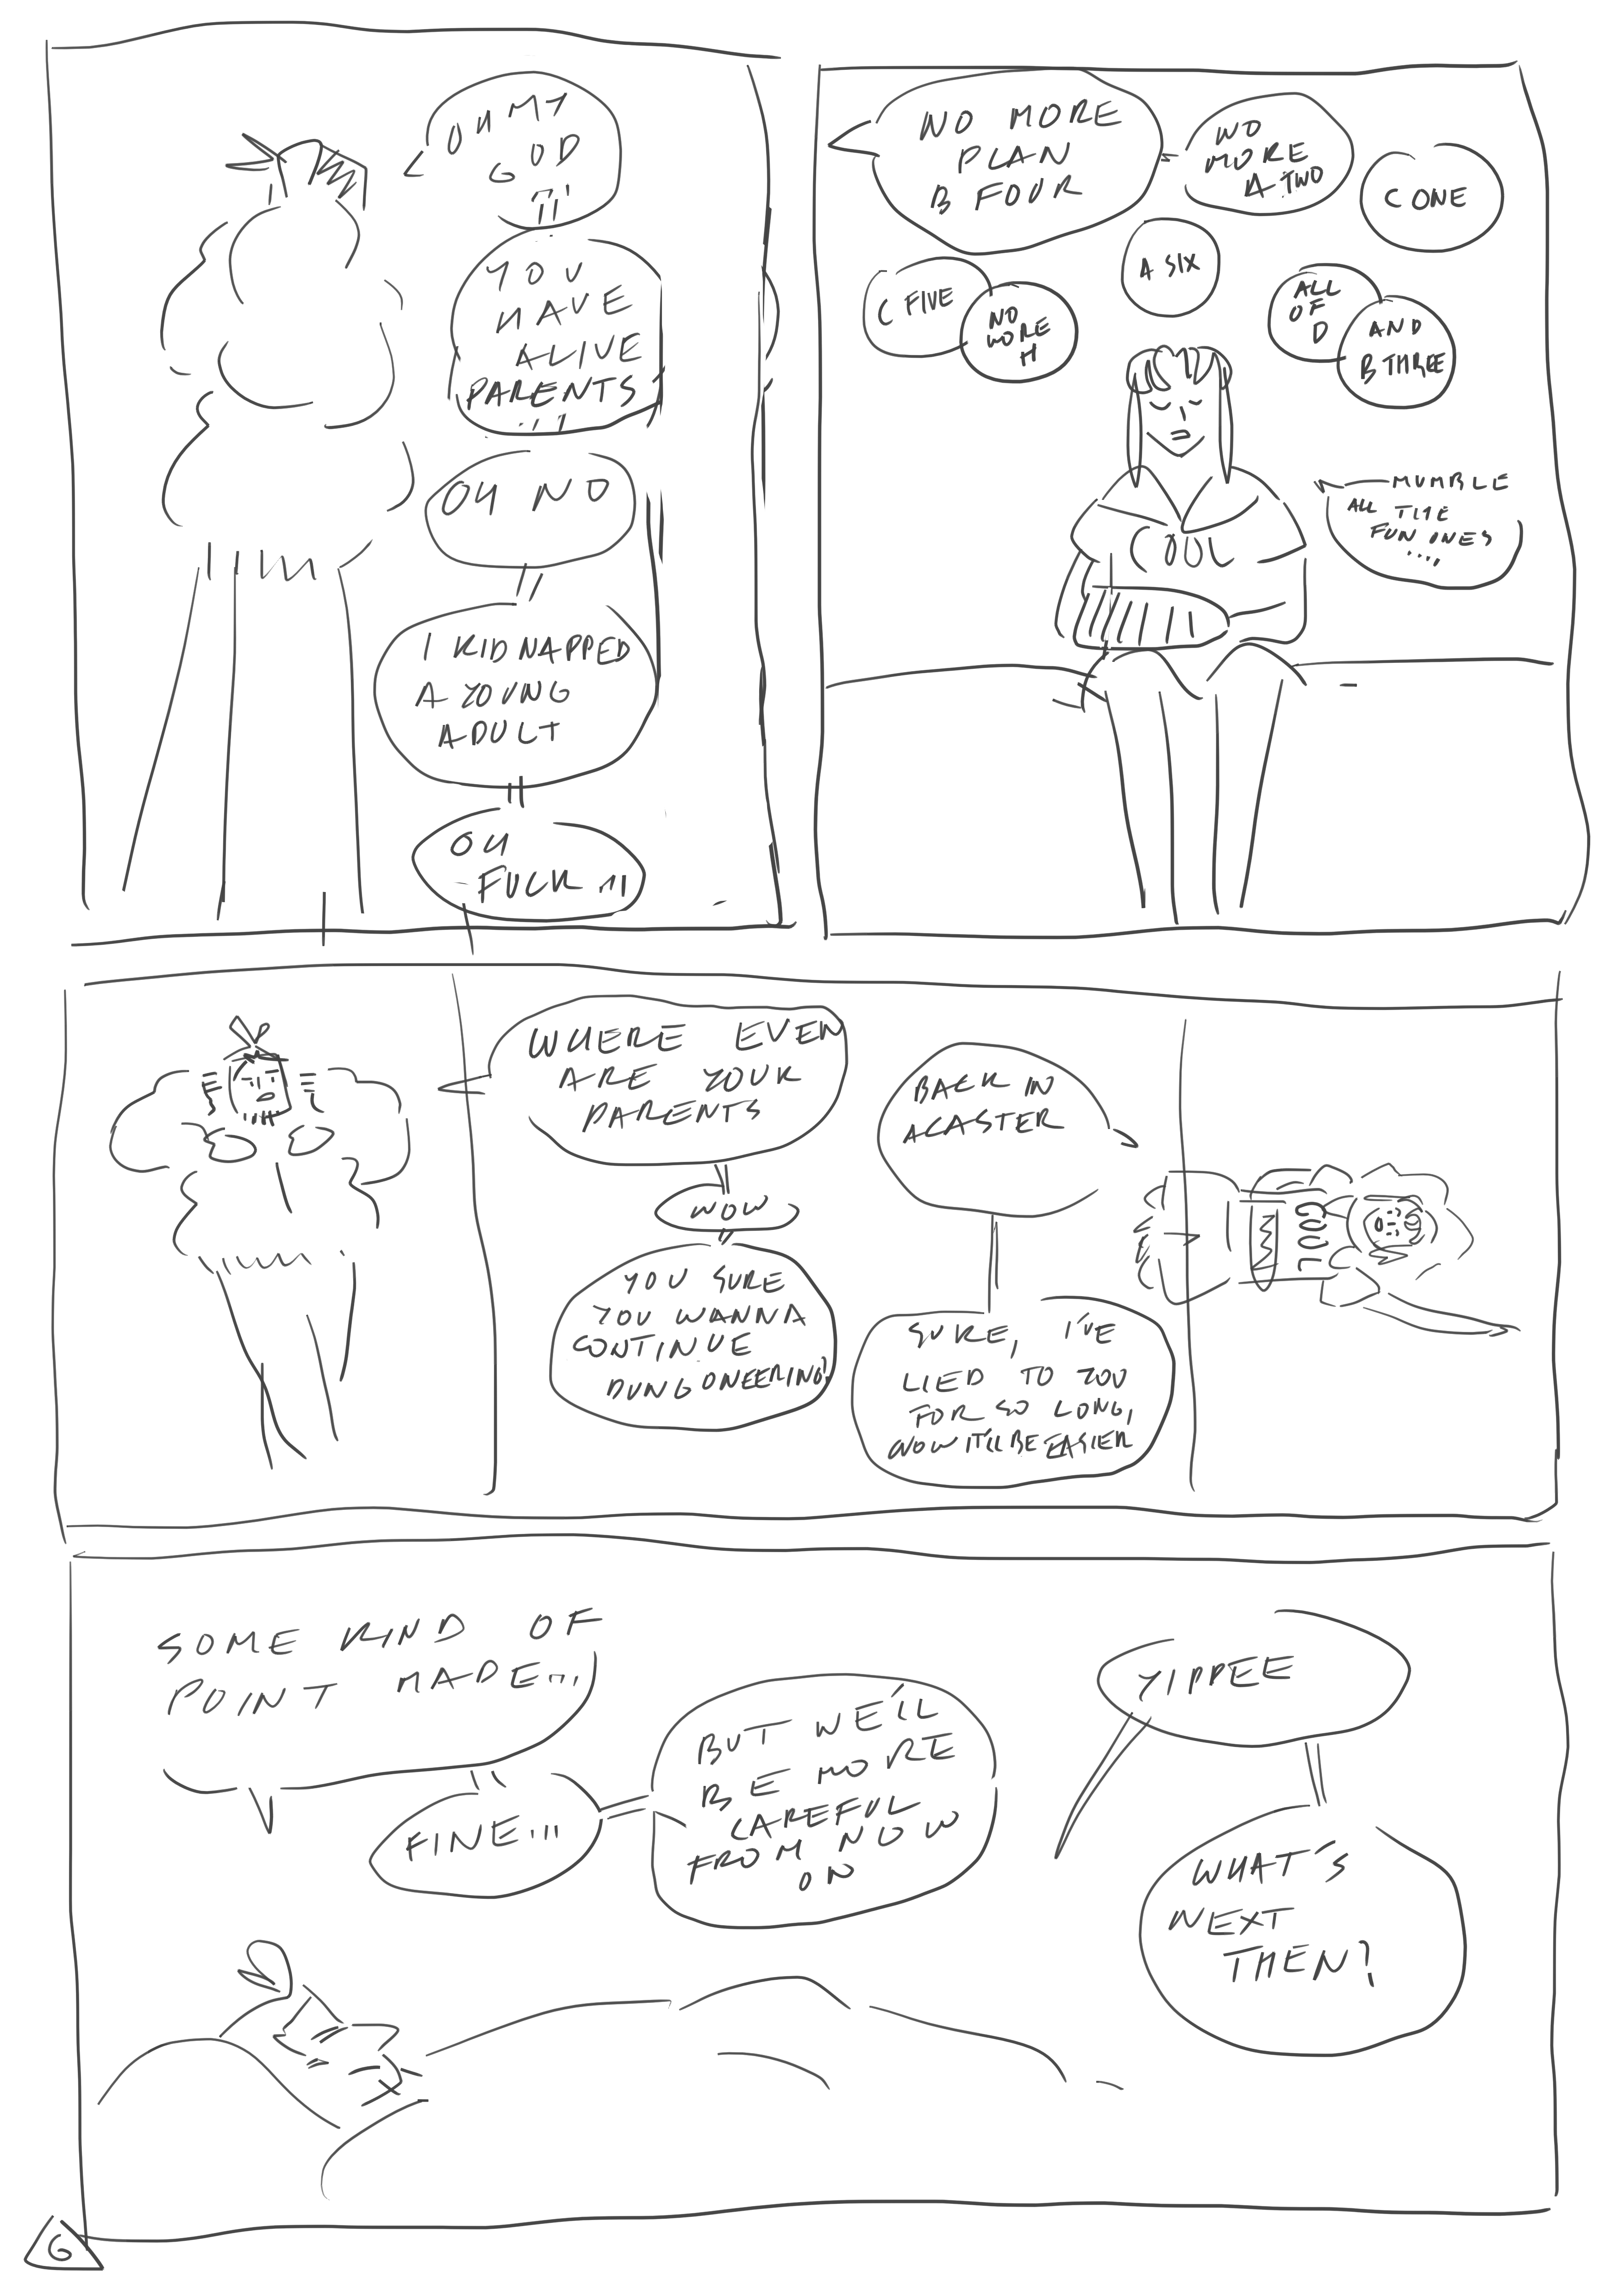 OH MY
GOD
!!!
YOU
HAVE
ALIVE
PARENTS
...!
OH NO
I KIDNAPPED
A YOUNG
ADULT
OH
FUCK...!!
NO MORE
PLAN
B FOUR
NO
MORE
A TWO
C ONE
A SIX
C FIVE
NO
MORE
H
ALL
OF
D
AND
B THREE
MUMBLE
ALL THE
FUN ONES
....
COOL
WHERE EVEN
ARE YOUR
PARENTS
WOW
YOU SURE
YOU WANNA
CONTINUE
DUNGONEERING?
BACK IN
ACASTER
SURE, I'VE
LIED TO YOU
FOR SO LONG,
NOW IT'LL BE EASIER
COOL
SOME KIND OF
POINT MADE...
FINE...
BUT WE'LL
BE MORE
CAREFUL
FROM NOW
ON
YIPPEE
WHAT'S
NEXT
THEN?
6